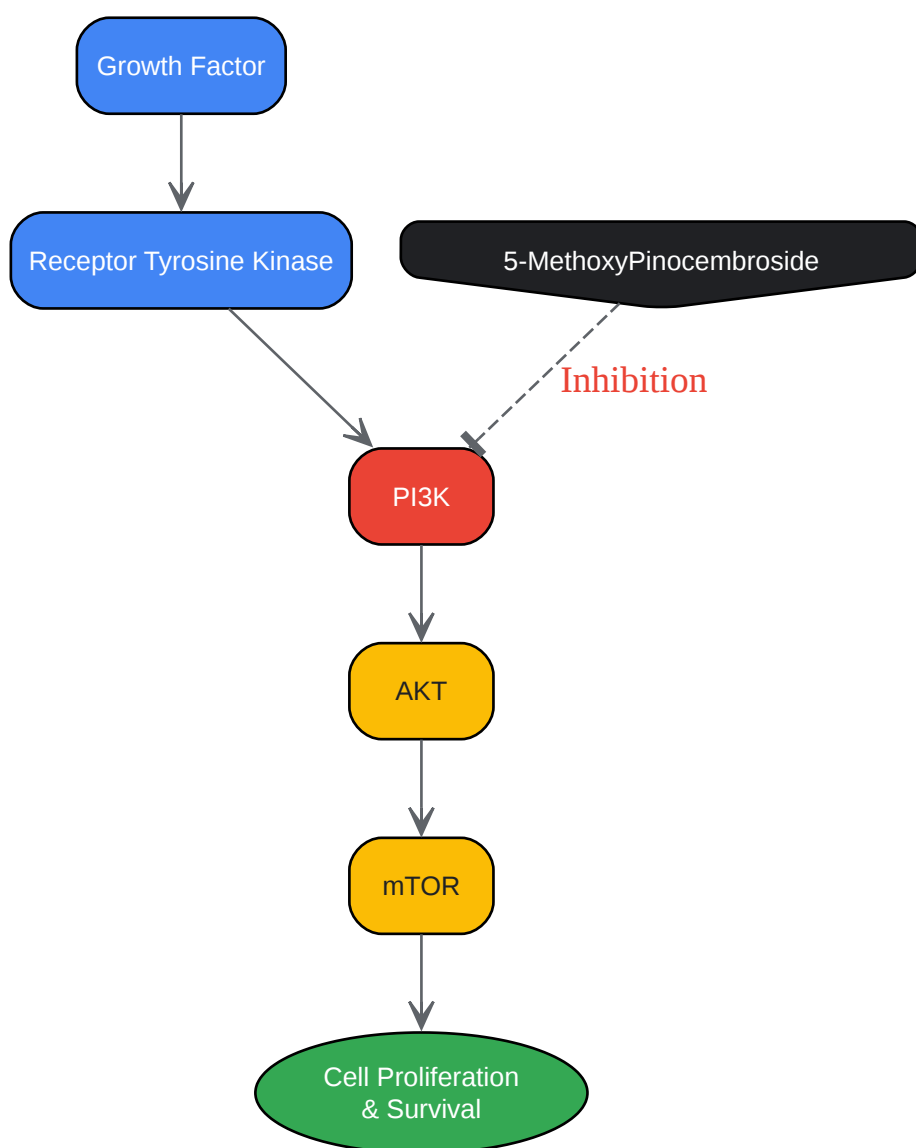 Growth Factor
Receptor Tyrosine Kinase
5-MethoxyPinocembroside
Inhibition
PI3K
AKT
mTOR
Cell Proliferation
& Survival